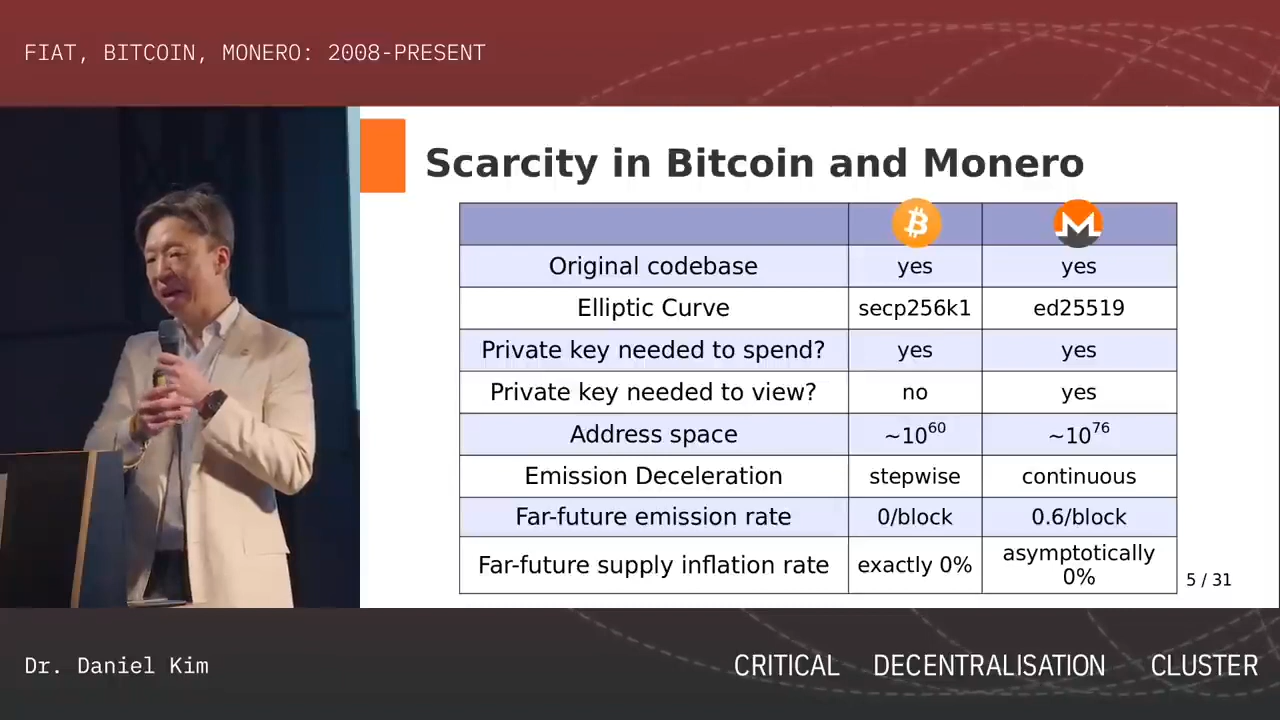 FIAT, BITCOIN, MONERO: 2008-PRESENT
Scarcity in Bitcoin and Monero
Original codebase yes yes
Elliptic Curve secp256k1 ed25519
Private key needed to spend? yes yes
Private key needed to view? no yes
Address space ~10^60 ~10^76
Emission Deceleration stepwise continuous
Far-future emission rate 0/block 0.6/block
Far-future supply inflation rate exactly 0% asymptotically
0%
5 / 31
Dr. Daniel Kim
CRITICAL DECENTRALISATION CLUSTER